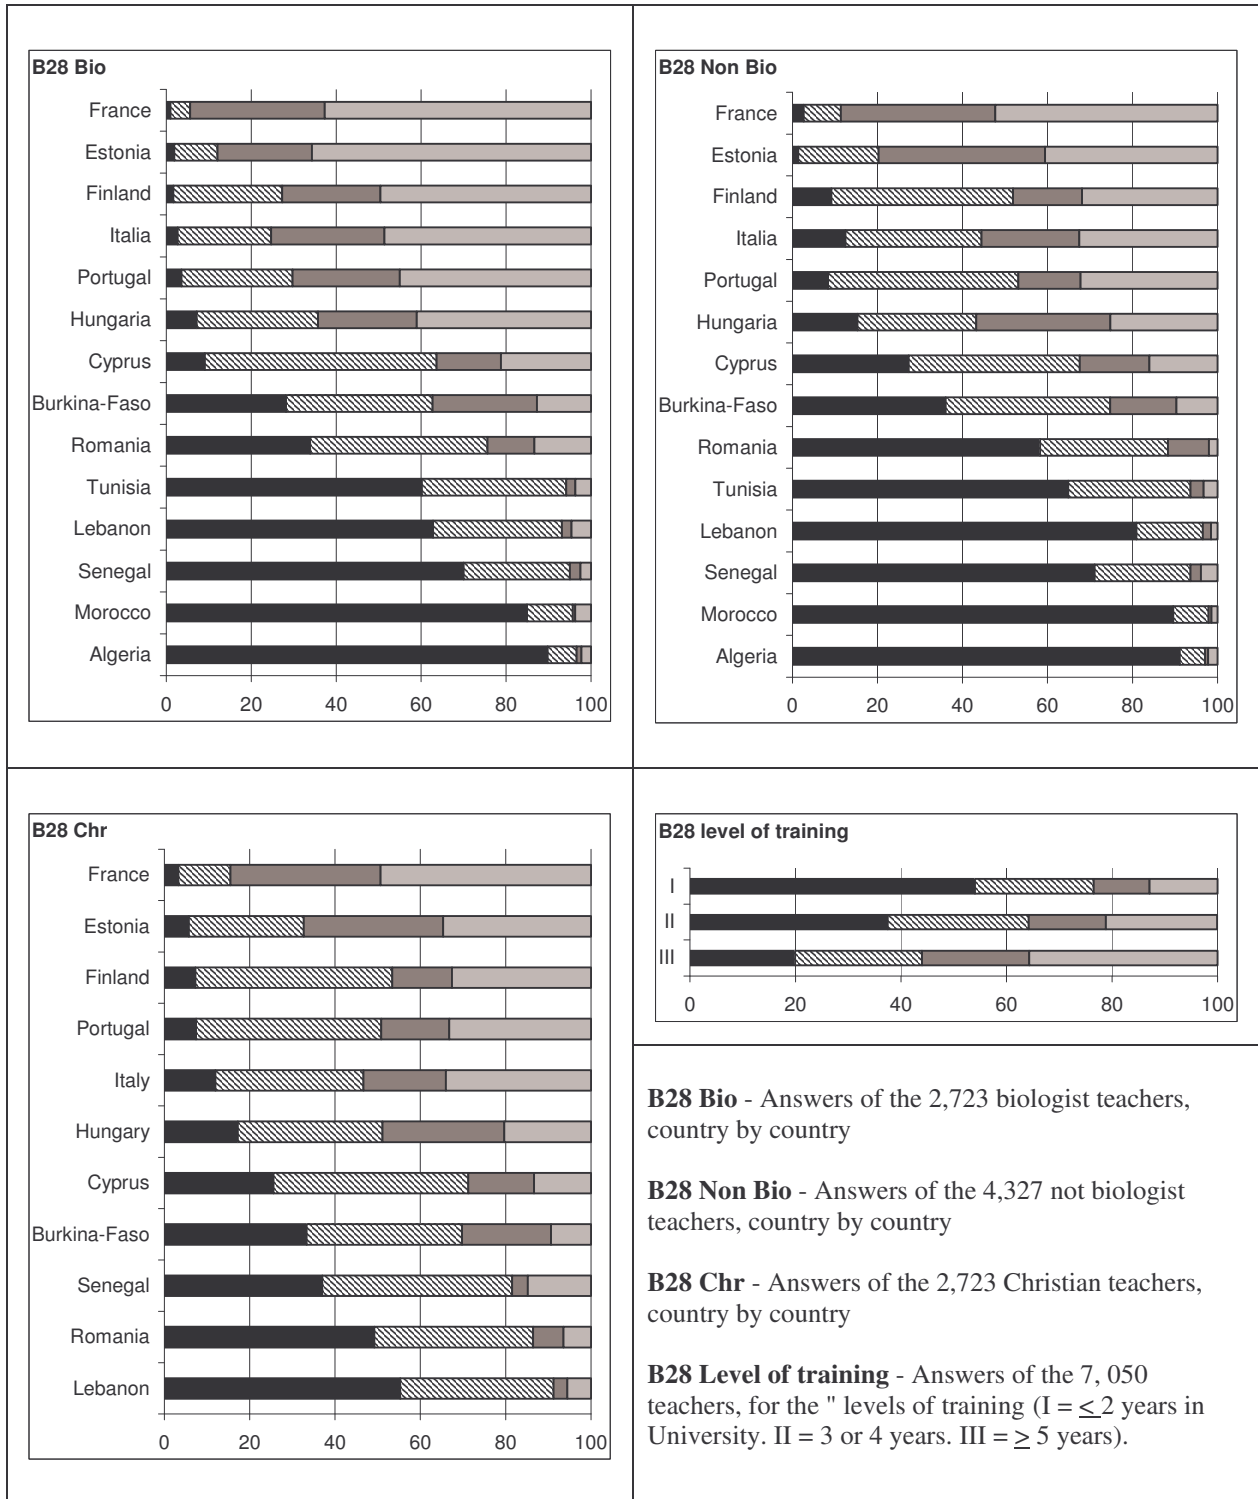 B28 Bio
France
Estonia
Finland
Italia
Portugal
Hungaria
Cyprus
Burkina-Faso
Romania
Tunisia
Lebanon
Senegal
Morocco
Algeria
0 20 40 60 80 100
B28 Non Bio
France
Estonia
Finland
Italia
Portugal
Hungaria
Cyprus
Burkina-Faso
Romania
Tunisia
Lebanon
Senegal
Morocco
Algeria
0 20 40 60 80 100
B28 Chr
France
Estonia
Finland
Portugal
Italy
Hungary
Cyprus
Burkina-Faso
Senegal
Romania
Lebanon
0 20 40 60 80 100
B28 level of training
I
II
III
0 20 40 60 80 100
B28 Bio - Answers of the 2,723 biologist teachers,
country by country
B28 Non Bio - Answers of the 4,327 not biologist
teachers, country by country
B28 Chr - Answers of the 2,723 Christian teachers,
country by country
B28 Level of training - Answers of the 7, 050
teachers, for the " levels of training (I = ≤ 2 years in
University. II = 3 or 4 years. III = ≥ 5 years).